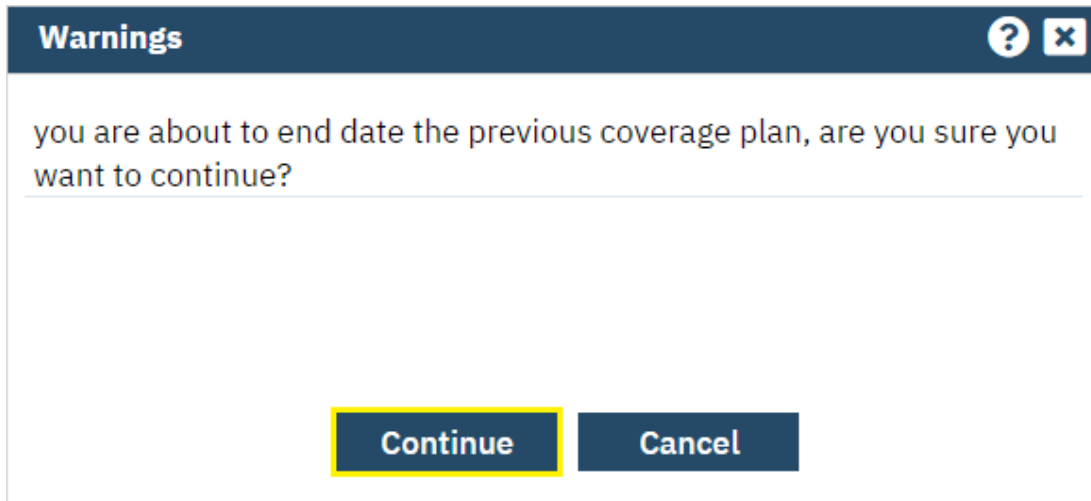 Warnings
you are about to end date the previous coverage plan, are you sure you
want to continue?
Continue Cancel